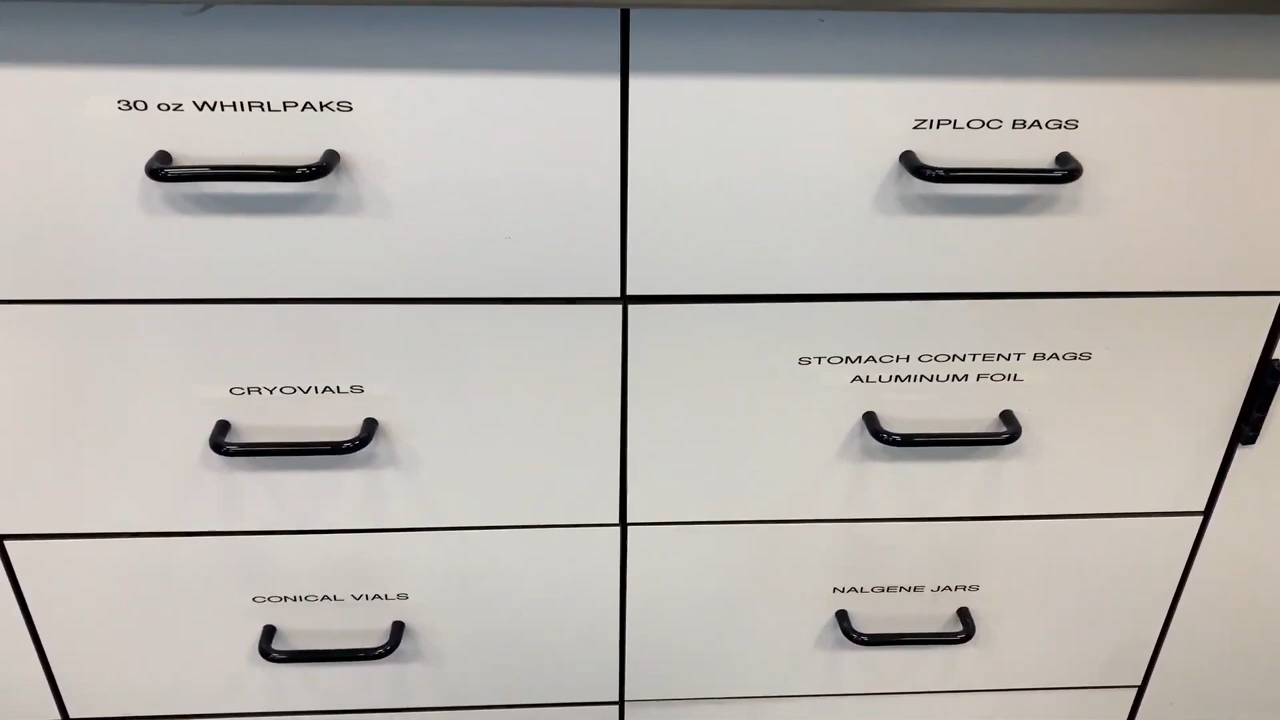 30 oz WHIRLPAKS
ZIPLOC BAGS
CRYOVIALS
STOMACH CONTENT BAGS
ALUMINUM FOIL
CONICAL VIALS
NALGENE JARS